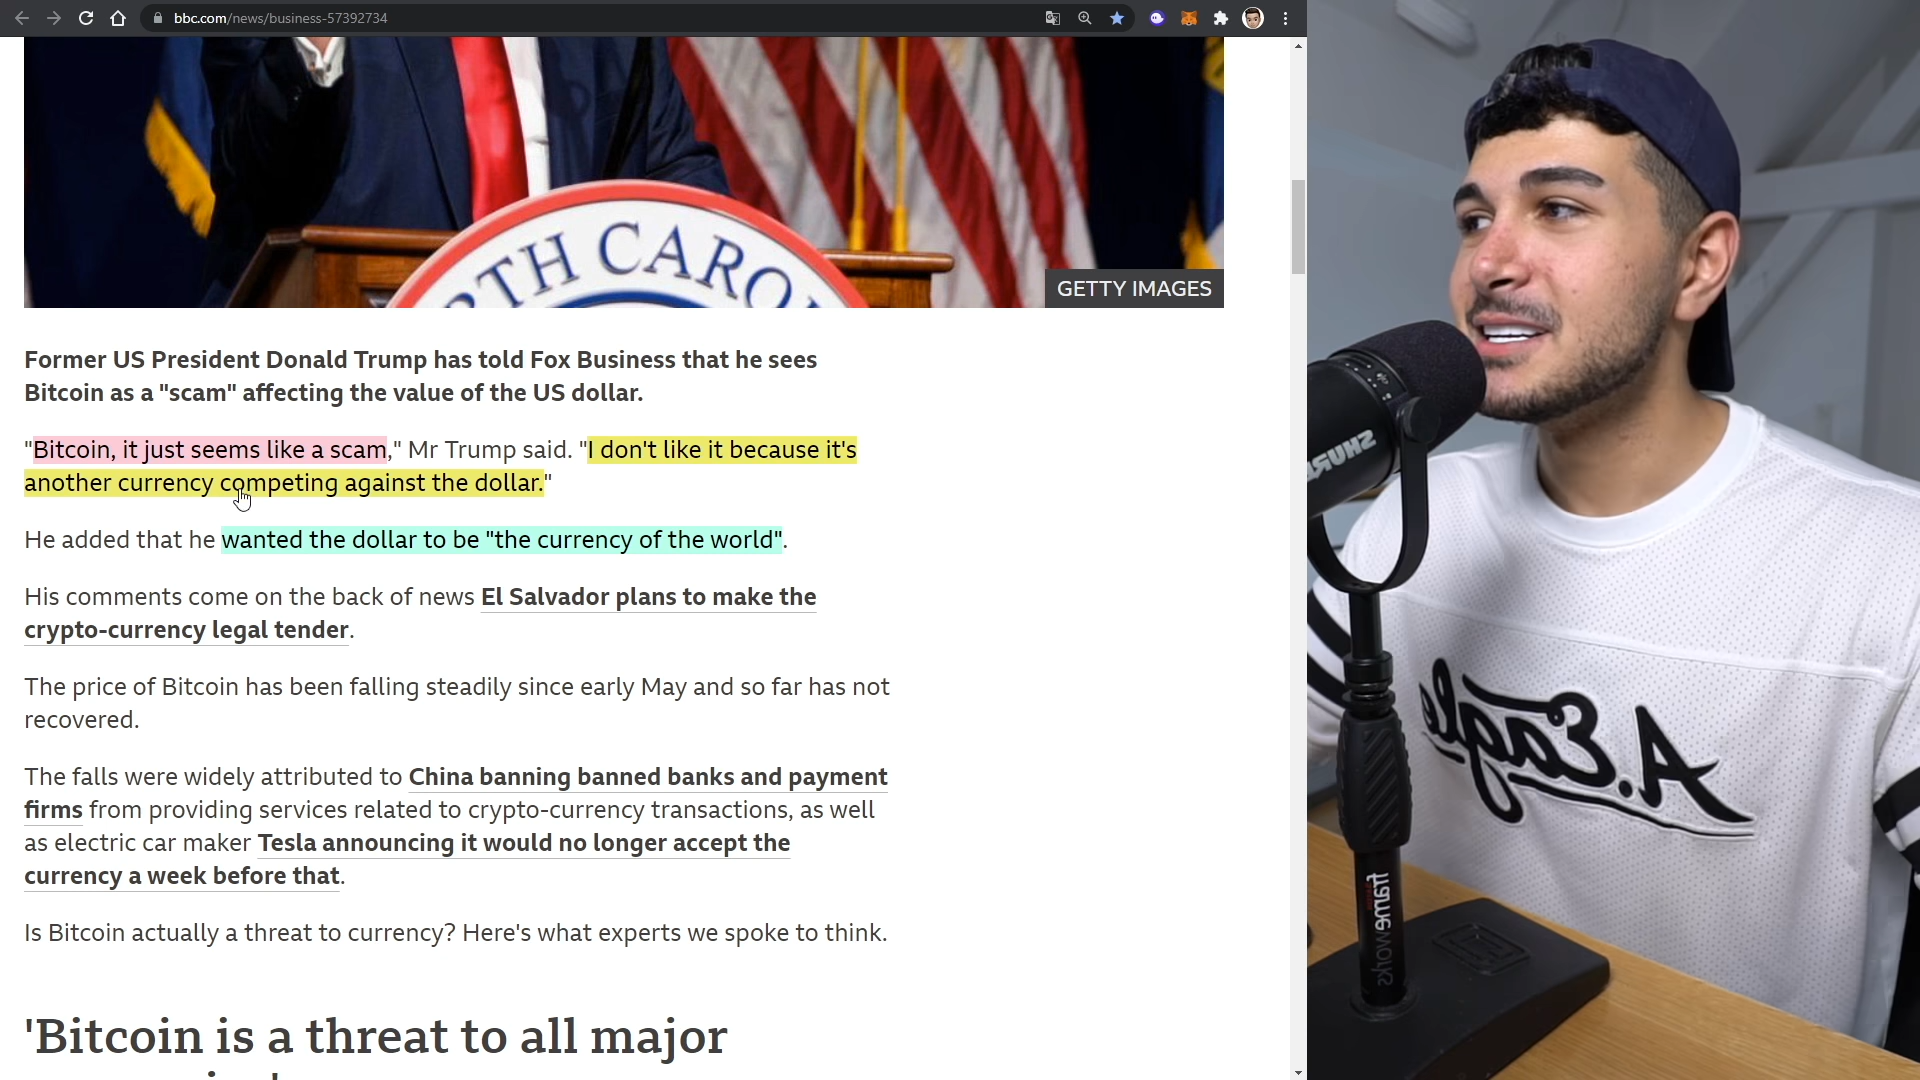 bbc.com/news/business-57392734
RTH CARO
GETTY IMAGES
Former US President Donald Trump has told Fox Business that he sees
Bitcoin as a "scam" affecting the value of the US dollar.
"Bitcoin, it just seems like a scam," Mr Trump said. "I don't like it because it's
another currency competing against the dollar."
He added that he wanted the dollar to be "the currency of the world".
His comments come on the back of news El Salvador plans to make the
crypto-currency legal tender.
The price of Bitcoin has been falling steadily since early May and so far has not
recovered.
The falls were widely attributed to China banning banned banks and payment
firms from providing services related to crypto-currency transactions, as well
as electric car maker Tesla announcing it would no longer accept the
currency a week before that.
Is Bitcoin actually a threat to currency? Here's what experts we spoke to think.
'Bitcoin is a threat to all major
SHURE
A.Eagle
frameworks